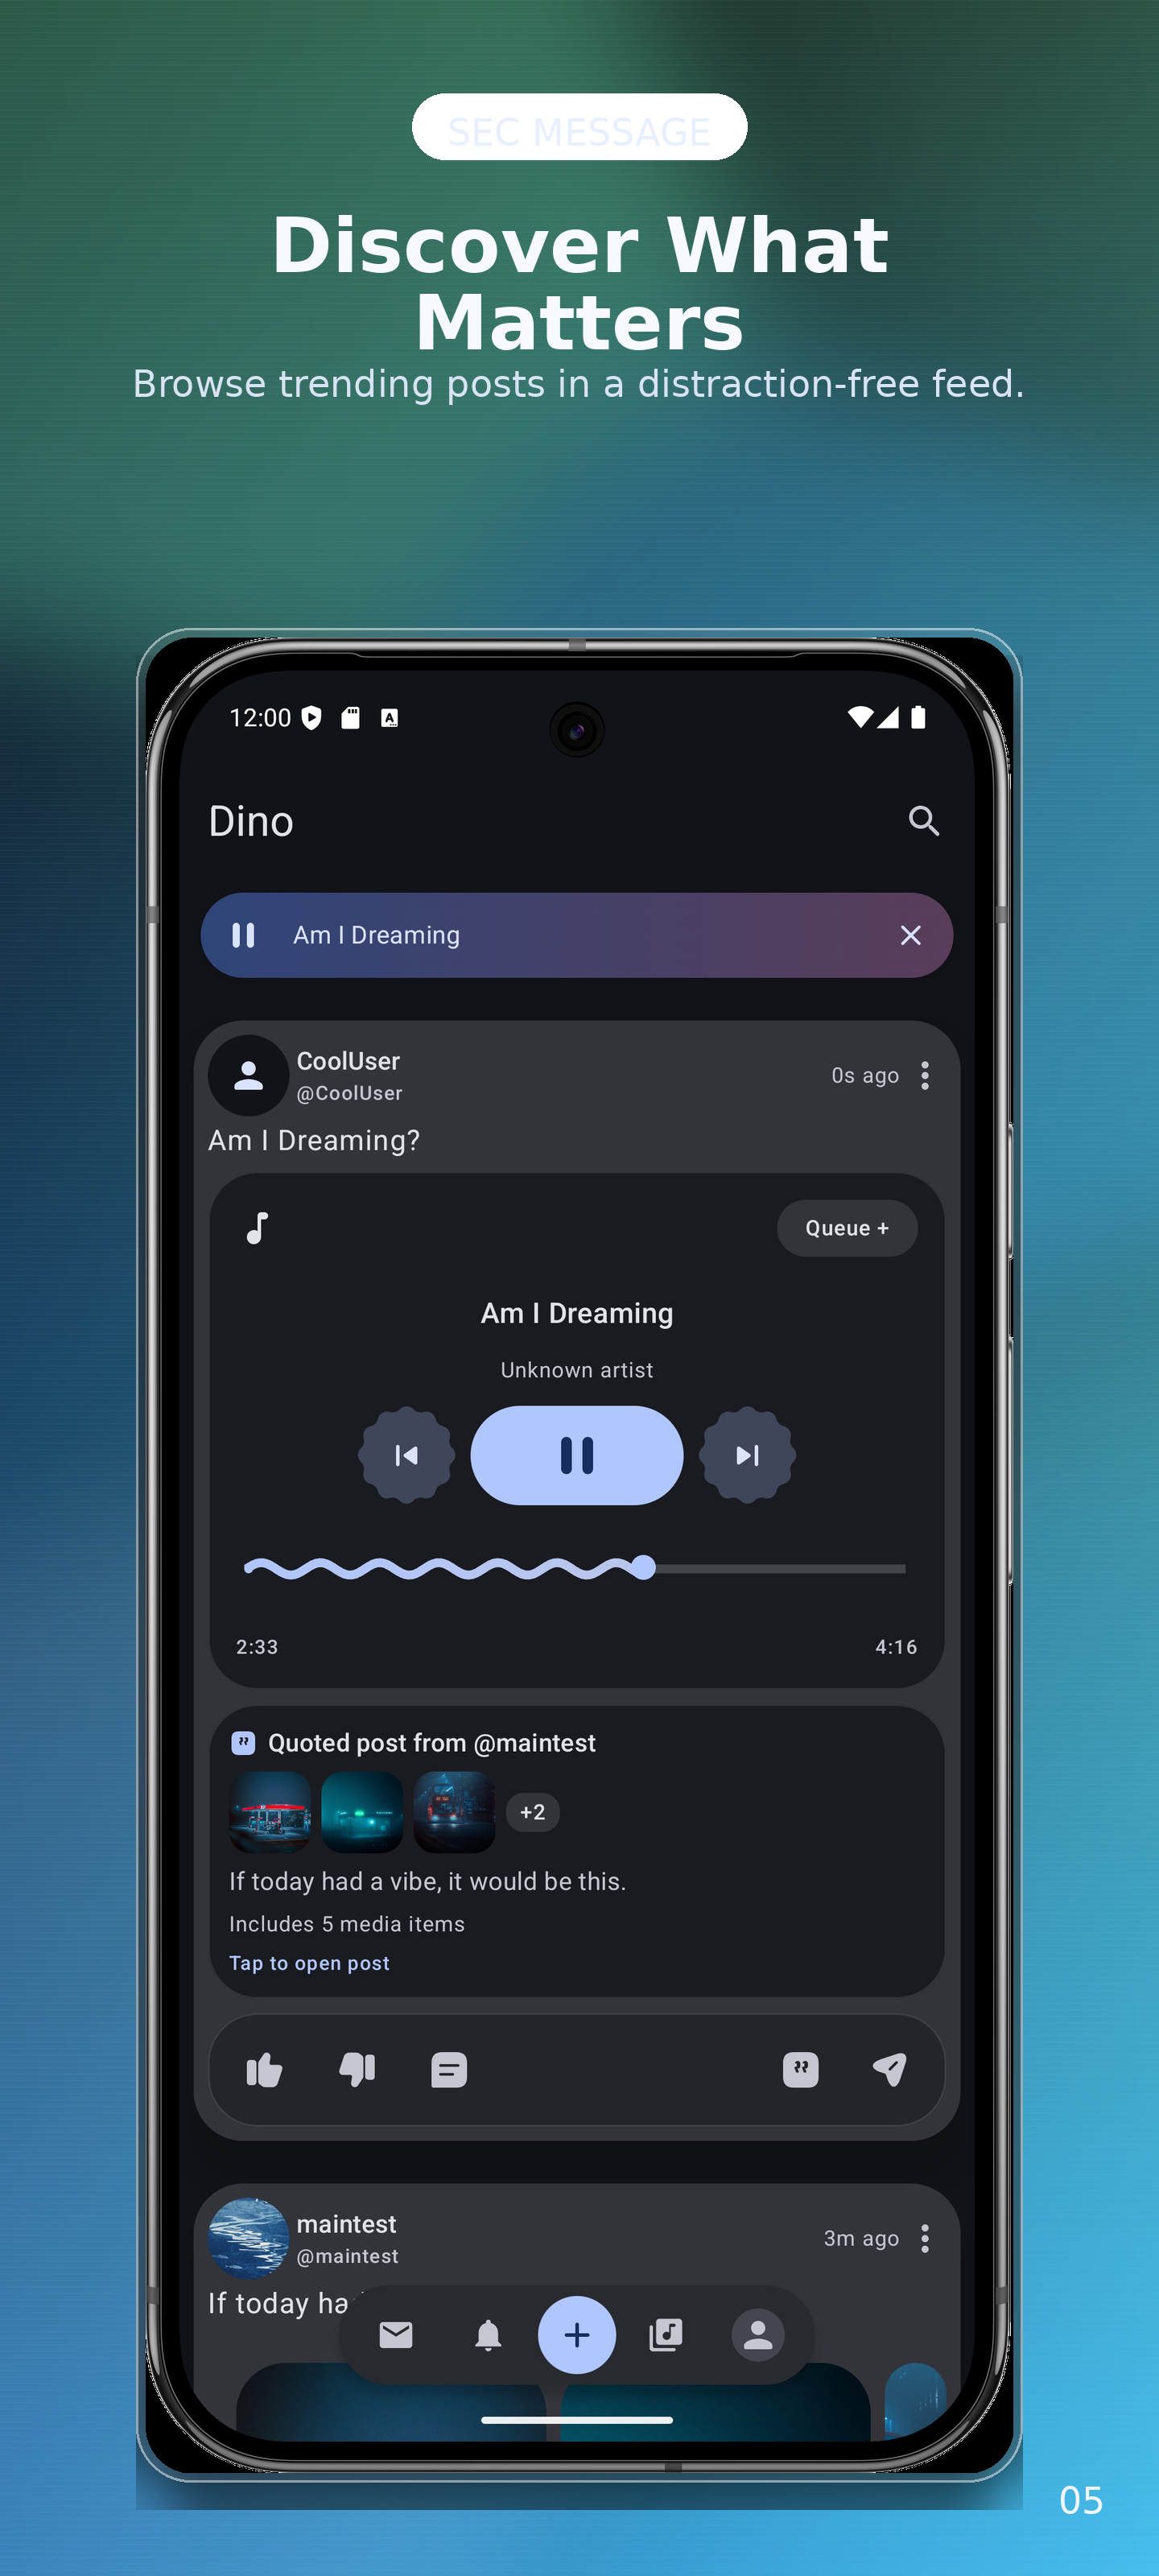 SEC MESSAGE
Discover What
Matters
Browse trending posts in a distraction-free feed.
12:00
Dino
Am I Dreaming
CoolUser
@CoolUser
0s ago
Am I Dreaming?
Queue +
Am I Dreaming
Unknown artist
2:33
4:16
Quoted post from @maintest
+2
If today had a vibe, it would be this.
Includes 5 media items
Tap to open post
maintest
@maintest
3m ago
If today ha
05